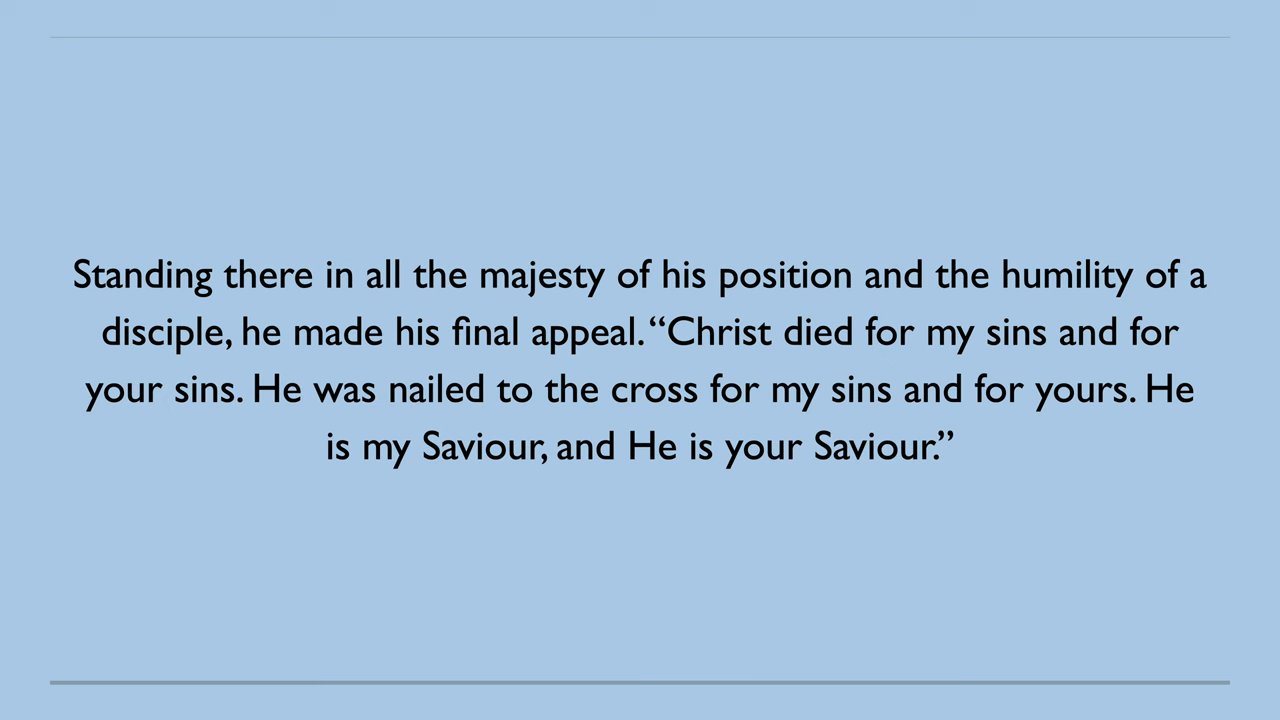 Standing there in all the majesty of his position and the humility of a
disciple, he made his final appeal. “Christ died for my sins and for
your sins. He was nailed to the cross for my sins and for yours. He
is my Saviour, and He is your Saviour.”